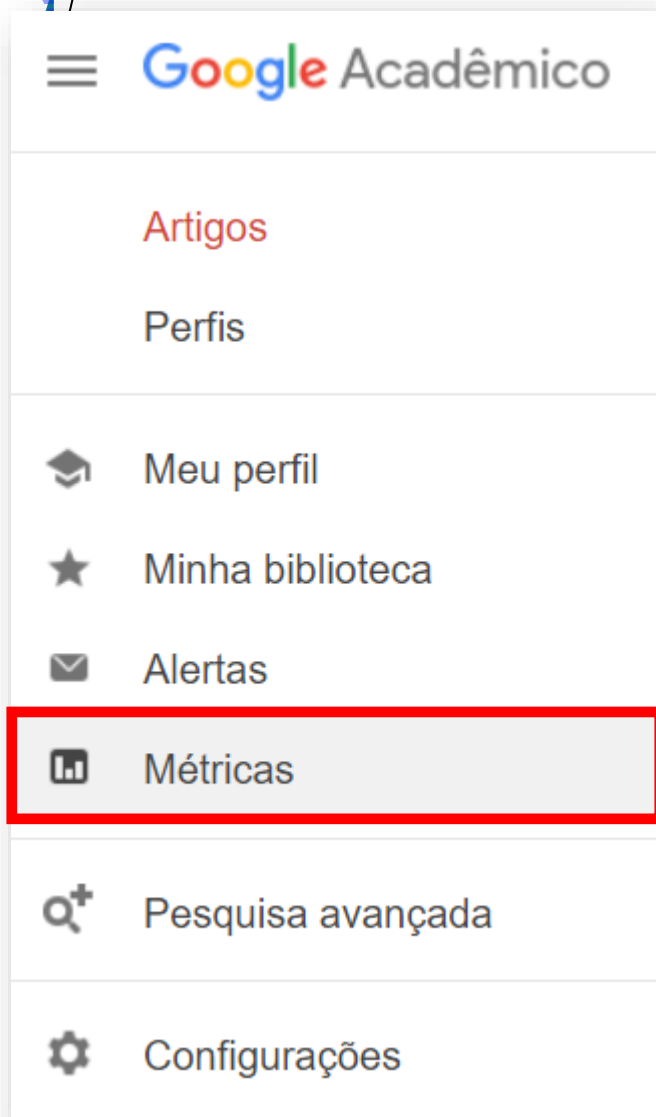 Google Acadêmico
Artigos
Perfis
Meu perfil
Minha biblioteca
Alertas
Métricas
Pesquisa avançada
Configurações